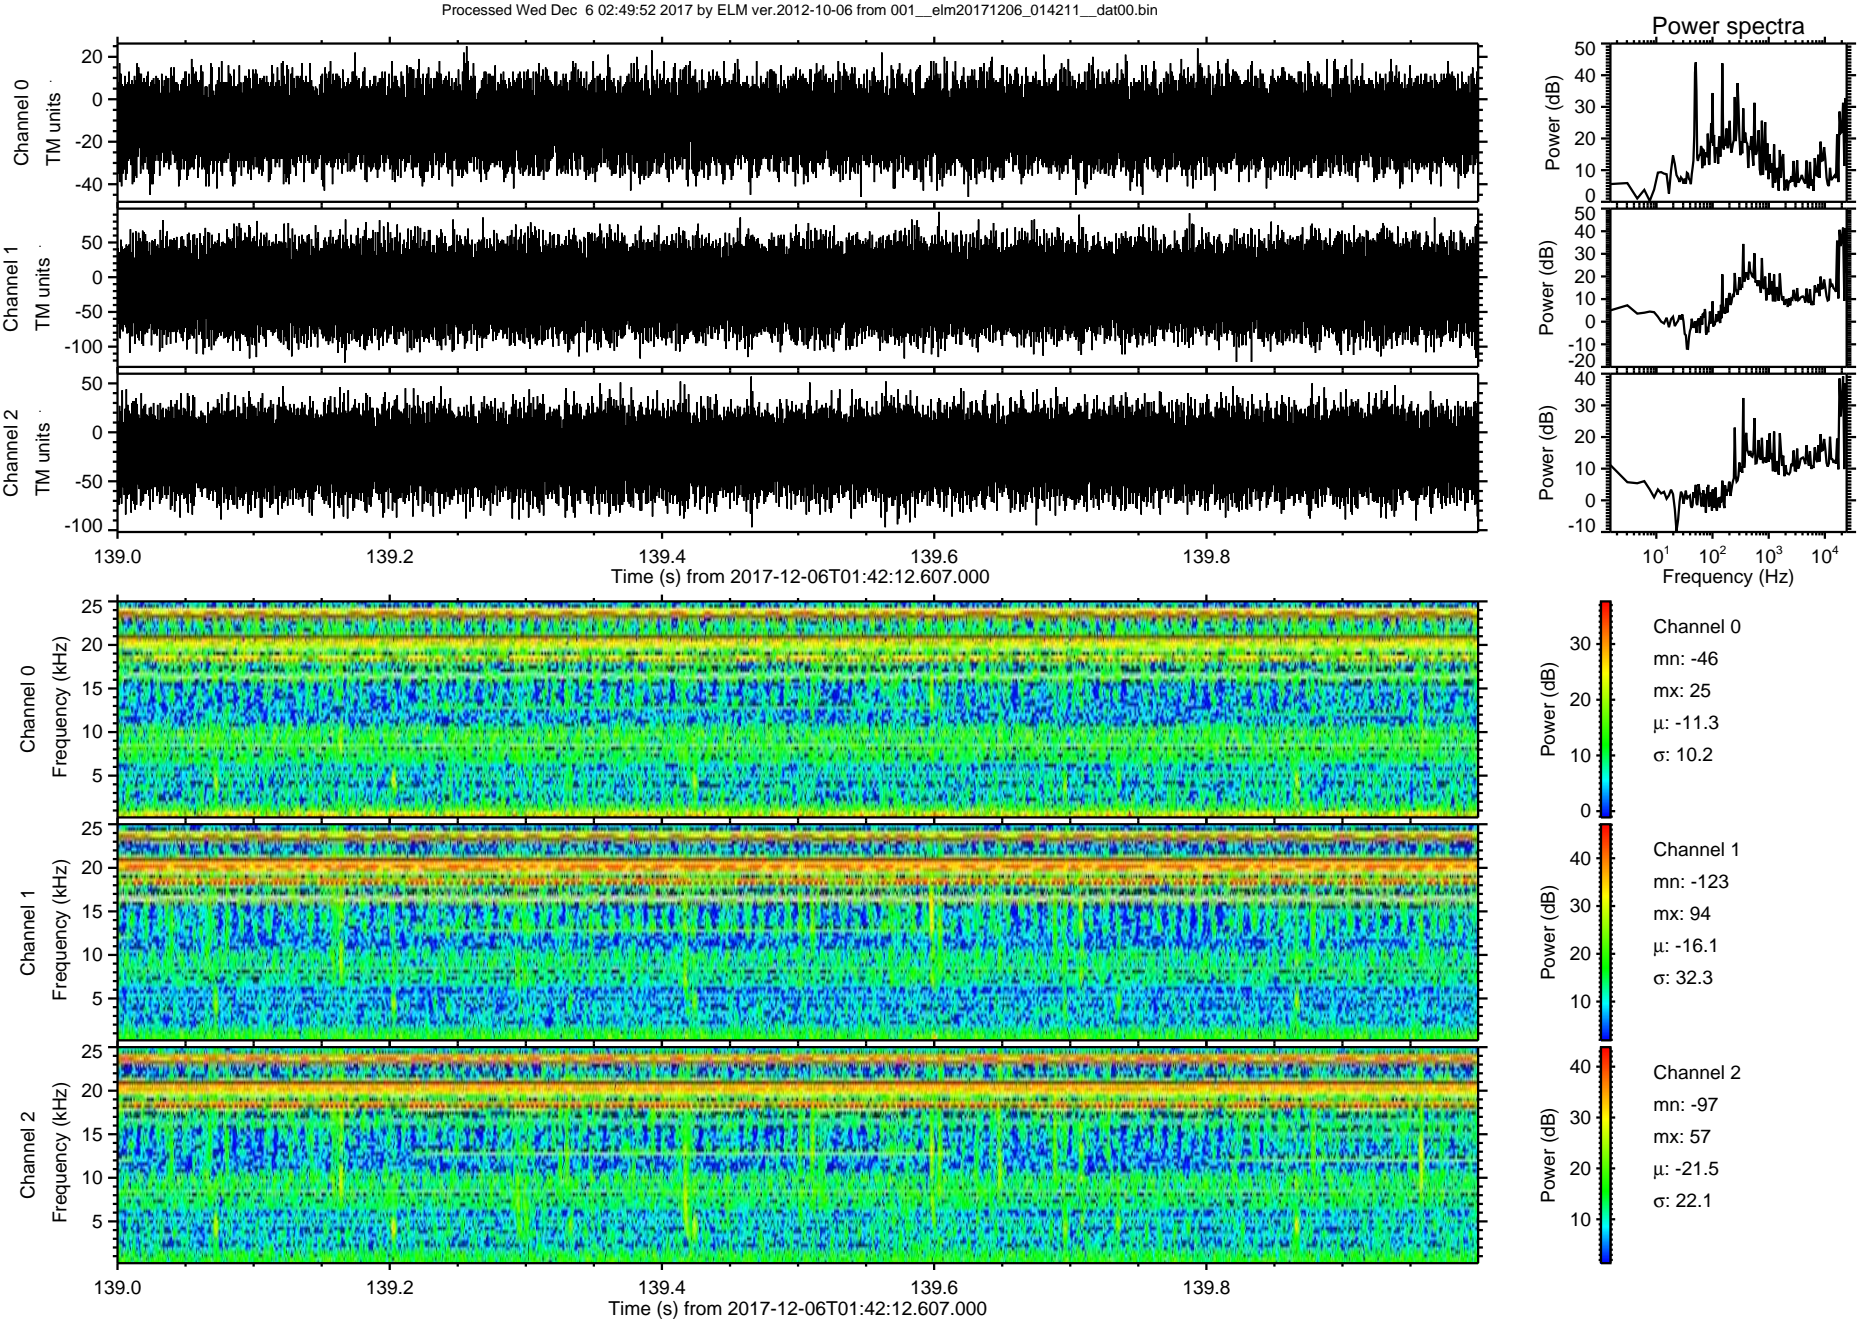 Processed Wed Dec  6 02:49:52 2017 by ELM ver.2012-10-06 from 001__elm20171206_014211__dat00.bin
Power spectra
Channel 0
TM units
20
0
-20
-40
Power (dB)
50
40
30
20
10
0
Channel 1
TM units
50
0
-50
-100
Power (dB)
50
40
30
20
10
0
-10
-20
Channel 2
TM units
50
0
-50
-100
Power (dB)
40
30
20
10
0
-10
139.0 139.2 139.4 139.6 139.8
Time (s) from 2017-12-06T01:42:12.607.000
10¹ 10² 10³ 10⁴
Frequency (Hz)
Channel 0
Frequency (kHz)
25
20
15
10
5
Power (dB)
30
20
10
0
Channel 0
mn: -46
mx: 25
μ: -11.3
σ: 10.2
Channel 1
Frequency (kHz)
25
20
15
10
5
Power (dB)
40
30
20
10
Channel 1
mn: -123
mx: 94
μ: -16.1
σ: 32.3
Channel 2
Frequency (kHz)
25
20
15
10
5
Power (dB)
40
30
20
10
Channel 2
mn: -97
mx: 57
μ: -21.5
σ: 22.1
139.0 139.2 139.4 139.6 139.8
Time (s) from 2017-12-06T01:42:12.607.000